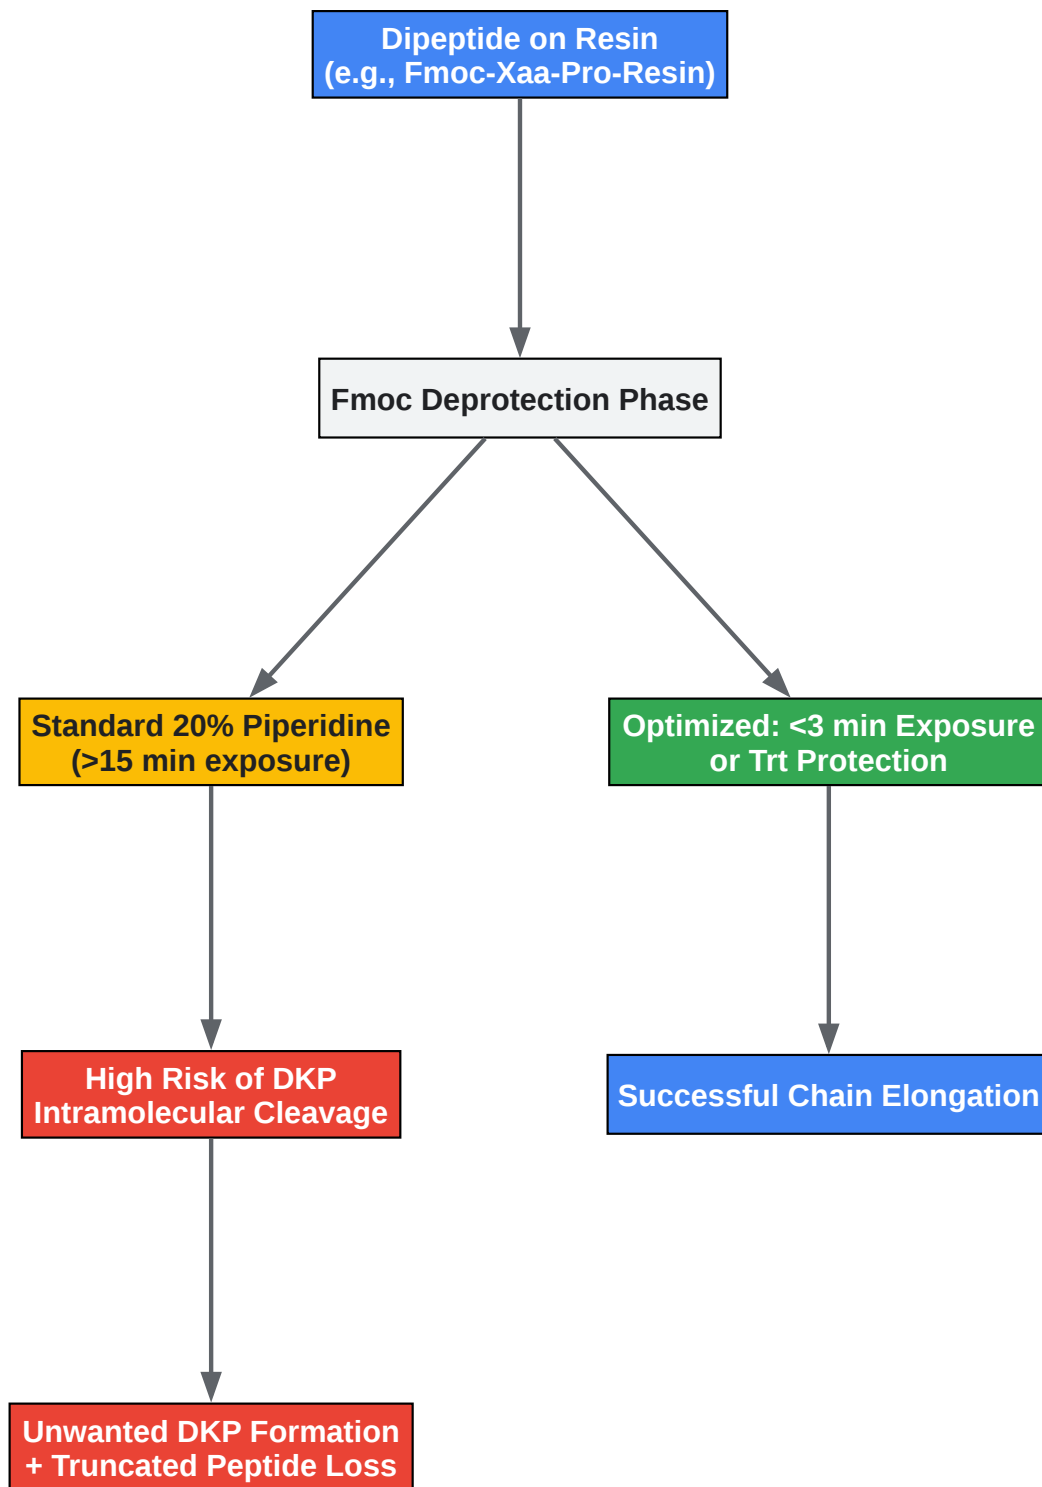 Dipeptide on Resin
(e.g., Fmoc-Xaa-Pro-Resin)
Fmoc Deprotection Phase
Standard 20% Piperidine
(>15 min exposure)
Optimized: <3 min Exposure
or Trt Protection
High Risk of DKP
Intramolecular Cleavage
Successful Chain Elongation
Unwanted DKP Formation
+ Truncated Peptide Loss